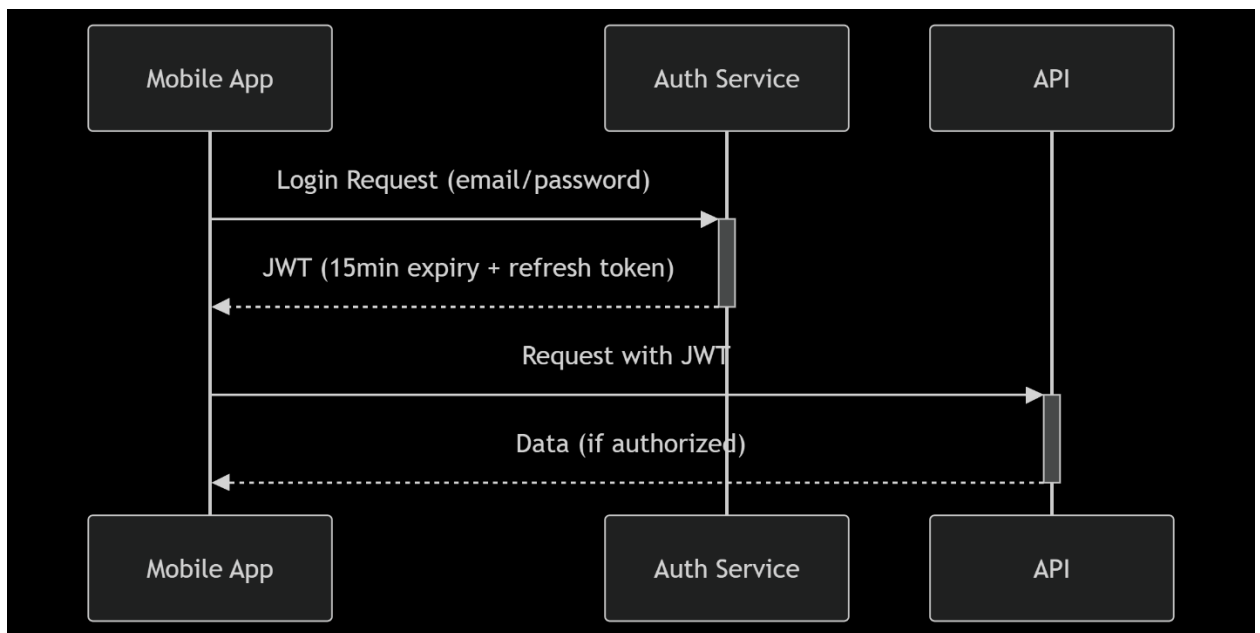 Mobile App
Auth Service
API
Login Request (email/password)
JWT (15min expiry + refresh token)
Request with JWT
Data (if authorized)
Mobile App
Auth Service
API